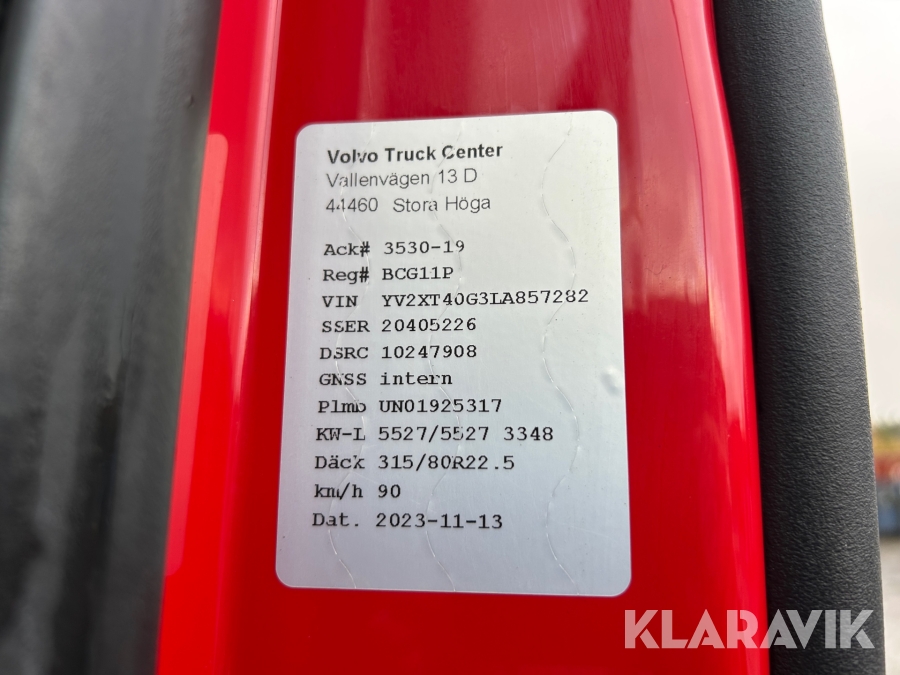 Volvo Truck Center
Vallenvägen 13 D
44460 Stora Höga
Ack# 3530-19
Reg# BCG11P
VIN YV2XT40G3LA857282
SSER 20405226
DSRC 10247908
GNSS intern
Plmb UN01925317
KW-L 5527/5527 3348
Däck 315/80R22.5
km/h 90
Dat. 2023-11-13
KLARAVIK